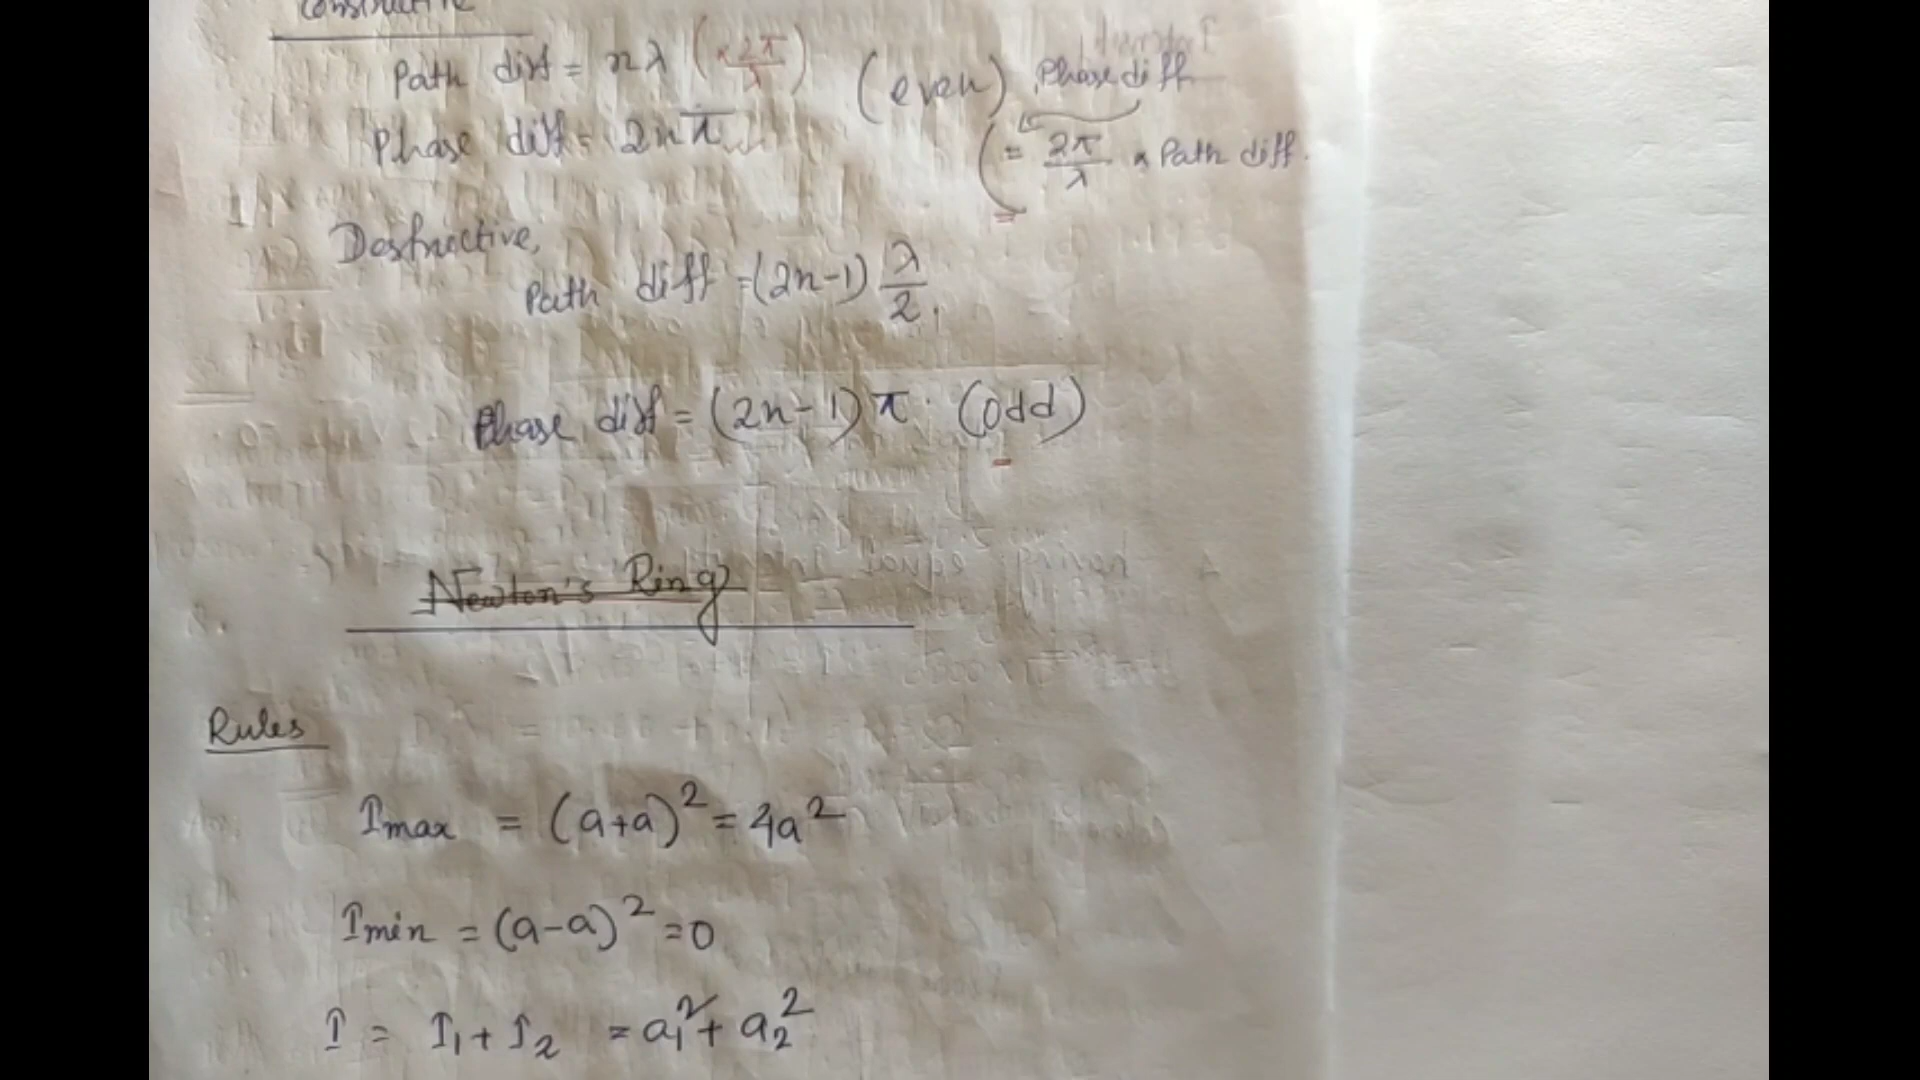 Constructive
Path diff = nλ (× 2π/λ) (even) Phase diff
Phase diff = 2nπ (= 2π/λ × Path diff.
Destructive,
Path diff = (2n-1) λ/2.
Phase diff = (2n-1)π. (Odd)
Newton's Ring
Rules
Imax = (a+a)² = 4a²
Imin = (a-a)² = 0
I = I₁ + I₂ = a₁² + a₂²